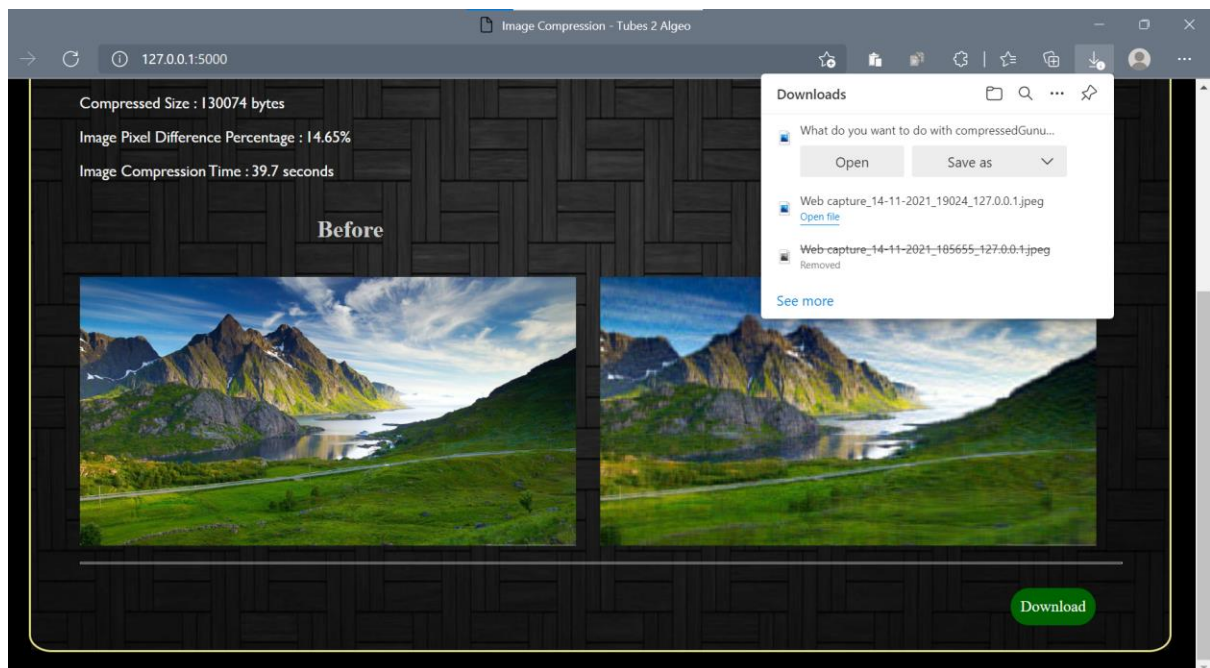 Image Compression - Tubes 2 Algeo
127.0.0.1:5000
Compressed Size : 130074 bytes
Image Pixel Difference Percentage : 14.65%
Image Compression Time : 39.7 seconds
Before
Downloads
What do you want to do with compressedGunu...
Open
Save as
Web capture_14-11-2021_19024_127.0.0.1.jpeg
Open file
Web capture_14-11-2021_185655_127.0.0.1.jpeg
Removed
See more
Download